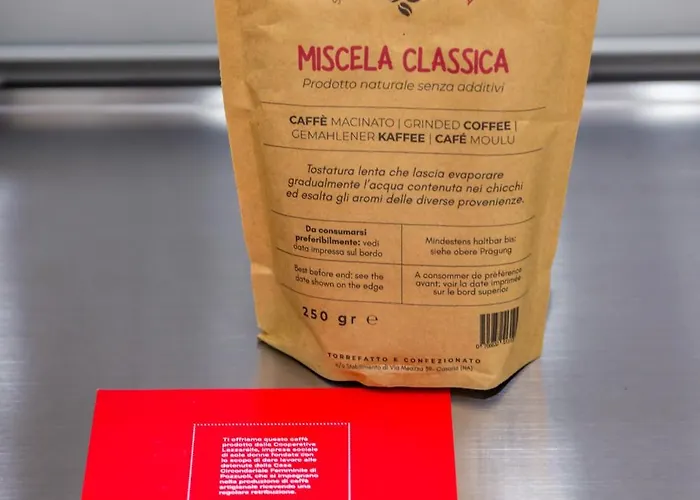 MISCELA CLASSICA
Prodotto naturale senza additivi
CAFFÈ MACINATO | GRINDED COFFEE |
GEMAHLENER KAFFEE | CAFÉ MOULU
Tostatura lenta che lascia evaporare
gradualmente l'acqua contenuta nei chicchi
ed esalta gli aromi delle diverse provenienze.
Da consumarsi
preferibilmente: vedi
data impressa sul bordo
Mindestens haltbar bis:
siehe obere Prägung
Best before end: see the
date shown on the edge
A consommer de préférence
avant: voir la date imprimée
sur le bord superior
250 gr ℮
TORREFATTO E CONFEZIONATO
Ti offriamo questo caffè
prodotto dalle Cooperativa
Lazzarelle, impresa sociale
di sole donne fondata con
lo scopo di dare lavoro alle
detenute della Casa
Circondariale Femminile di
Pozzuoli, che si impegnano
nella produzione di caffè
artigianale ricevendo una
regolare retribuzione.